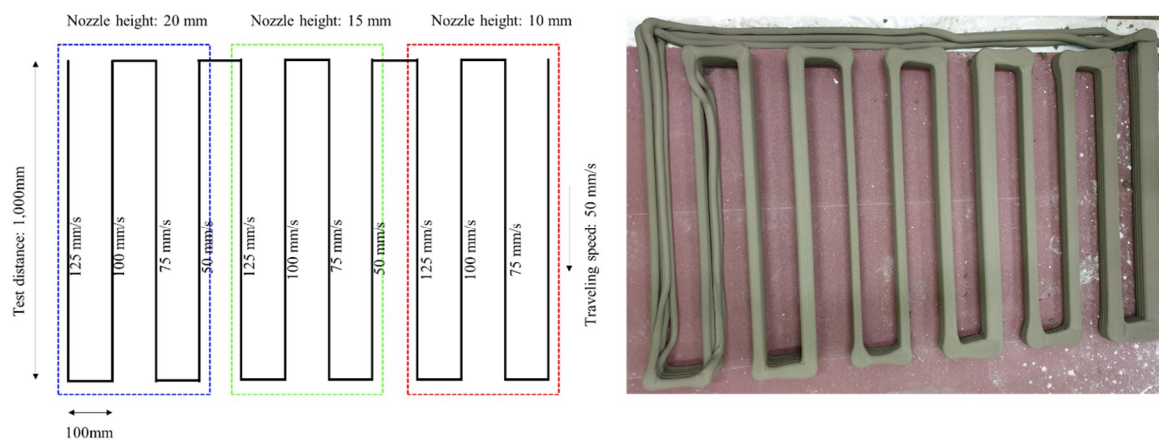 Nozzle height: 20 mm
Nozzle height: 15 mm
Nozzle height: 10 mm
Test distance: 1,000mm
125 mm/s
100 mm/s
75 mm/s
50 mm/s
125 mm/s
100 mm/s
75 mm/s
50 mm/s
125 mm/s
100 mm/s
75 mm/s
Traveling speed: 50 mm/s
100mm